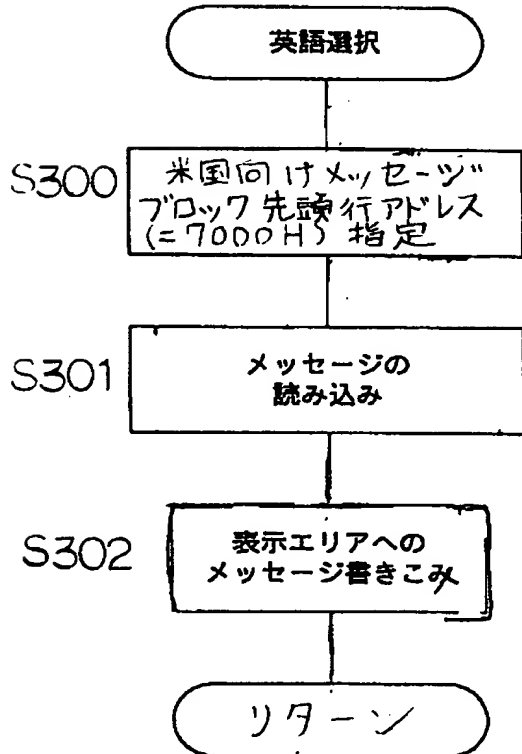 英語選択
S300
米国向けメッセージ
ブロック先頭行アドレス
(=7000H)指定
S301
メッセージの
読み込み
S302
表示エリアへの
メッセージ書きこみ
リターン